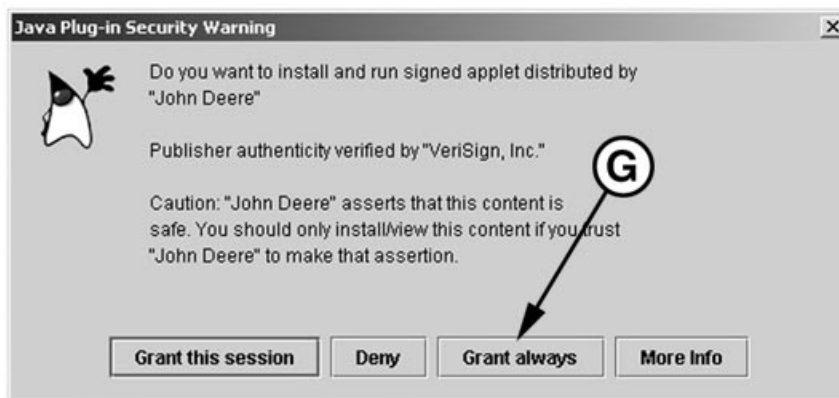 Java Plug-in Security Warning
Do you want to install and run signed applet distributed by
"John Deere"
Publisher authenticity verified by "VeriSign, Inc."
G
Caution: "John Deere" asserts that this content is
safe. You should only install/view this content if you trust
"John Deere" to make that assertion.
Grant this session Deny Grant always More Info